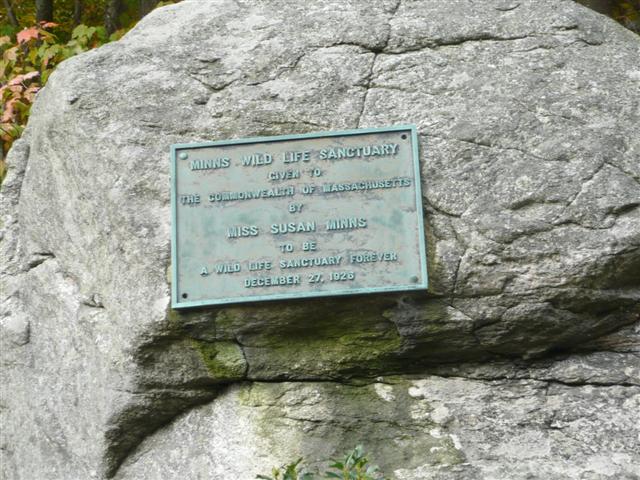 MINNS WILD LIFE SANCTUARY
GIVEN TO
THE COMMONWEALTH OF MASSACHUSETTS
BY
MISS SUSAN MINNS
TO BE
A WILD LIFE SANCTUARY FOREVER
DECEMBER 27, 1926